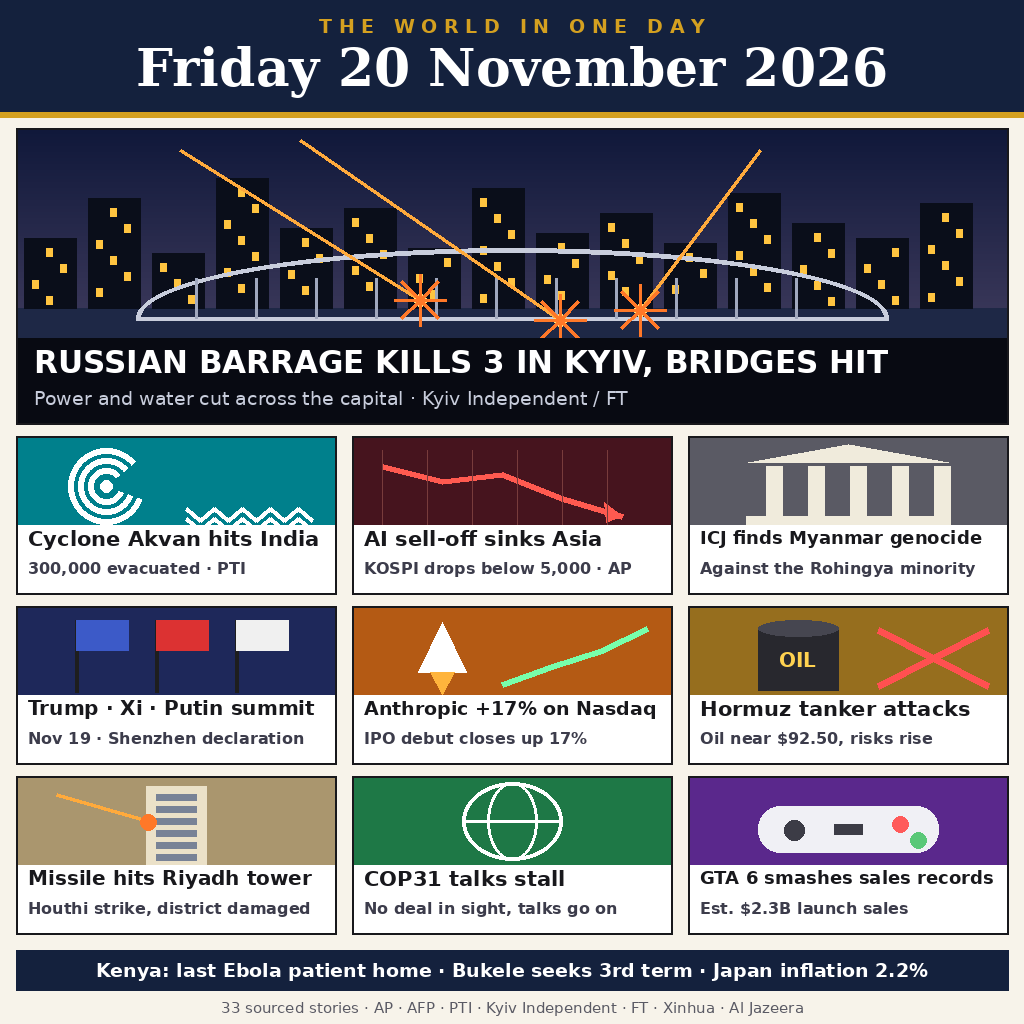 THE WORLD IN ONE DAY
Friday 20 November 2026
RUSSIAN BARRAGE KILLS 3 IN KYIV, BRIDGES HIT
Power and water cut across the capital · Kyiv Independent / FT
Cyclone Akvan hits India
300,000 evacuated · PTI
AI sell-off sinks Asia
KOSPI drops below 5,000 · AP
ICJ finds Myanmar genocide
Against the Rohingya minority
Trump · Xi · Putin summit
Nov 19 · Shenzhen declaration
Anthropic +17% on Nasdaq
IPO debut closes up 17%
OIL
Hormuz tanker attacks
Oil near $92.50, risks rise
Missile hits Riyadh tower
Houthi strike, district damaged
COP31 talks stall
No deal in sight, talks go on
GTA 6 smashes sales records
Est. $2.3B launch sales
Kenya: last Ebola patient home · Bukele seeks 3rd term · Japan inflation 2.2%
33 sourced stories · AP · AFP · PTI · Kyiv Independent · FT · Xinhua · Al Jazeera